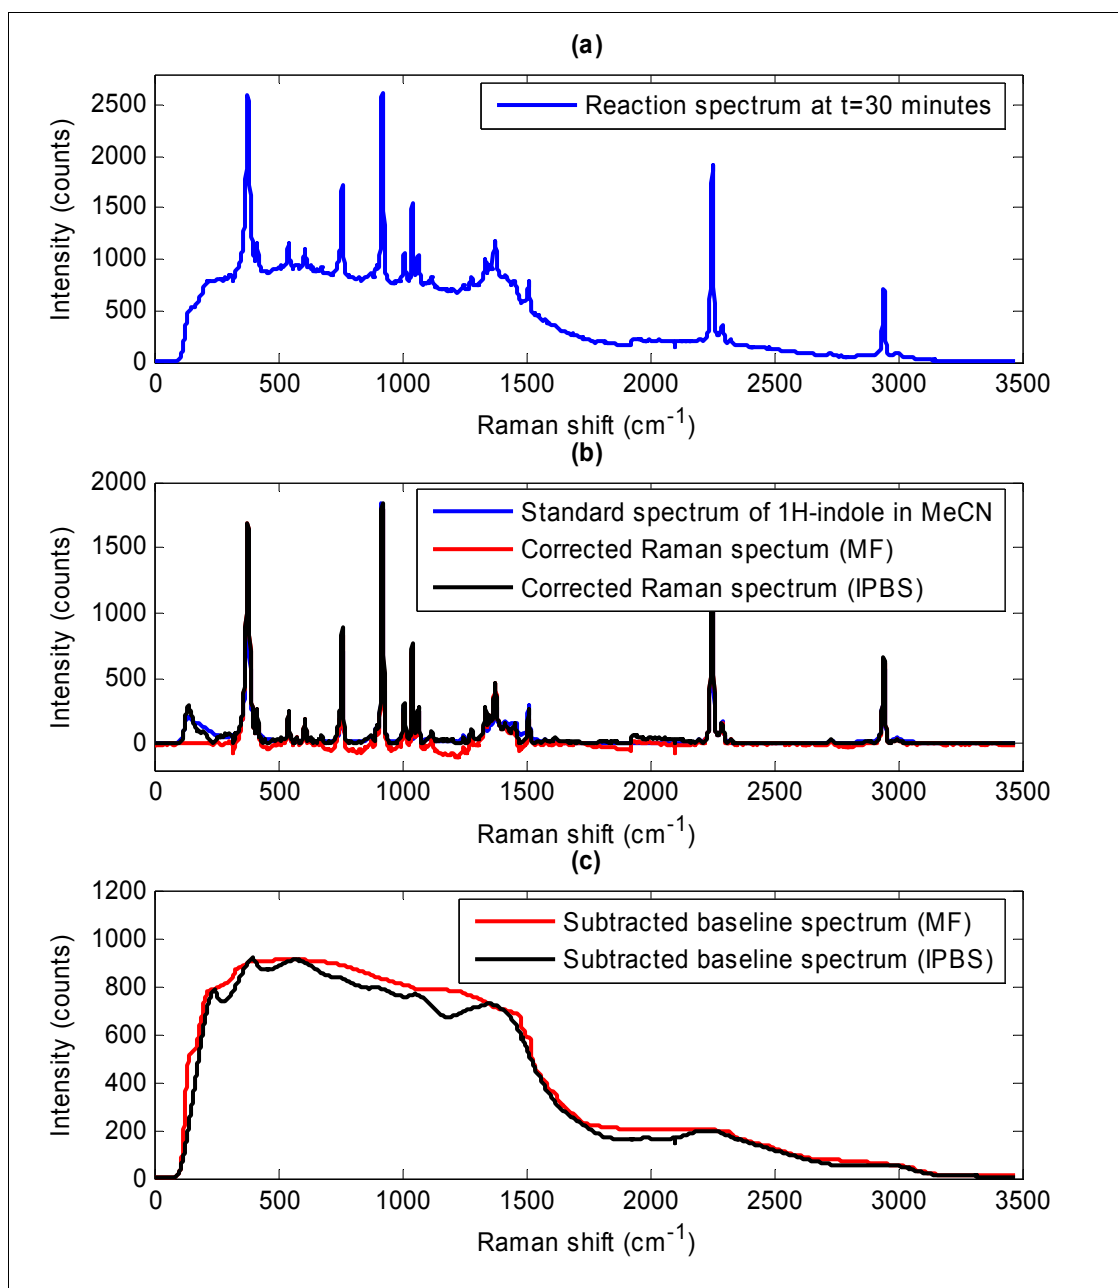 (a)
2500
2000
1500
1000
500
0
Intensity (counts)
Reaction spectrum at t=30 minutes
0 500 1000 1500 2000 2500 3000 3500
Raman shift (cm-1)
(b)
2000
1500
1000
500
0
Intensity (counts)
Standard spectrum of 1H-indole in MeCN
Corrected Raman spectum (MF)
Corrected Raman spectrum (IPBS)
0 500 1000 1500 2000 2500 3000 3500
Raman shift (cm-1)
(c)
1200
1000
800
600
400
200
0
Intensity (counts)
Subtracted baseline spectrum (MF)
Subtracted baseline spectrum (IPBS)
0 500 1000 1500 2000 2500 3000 3500
Raman shift (cm-1)